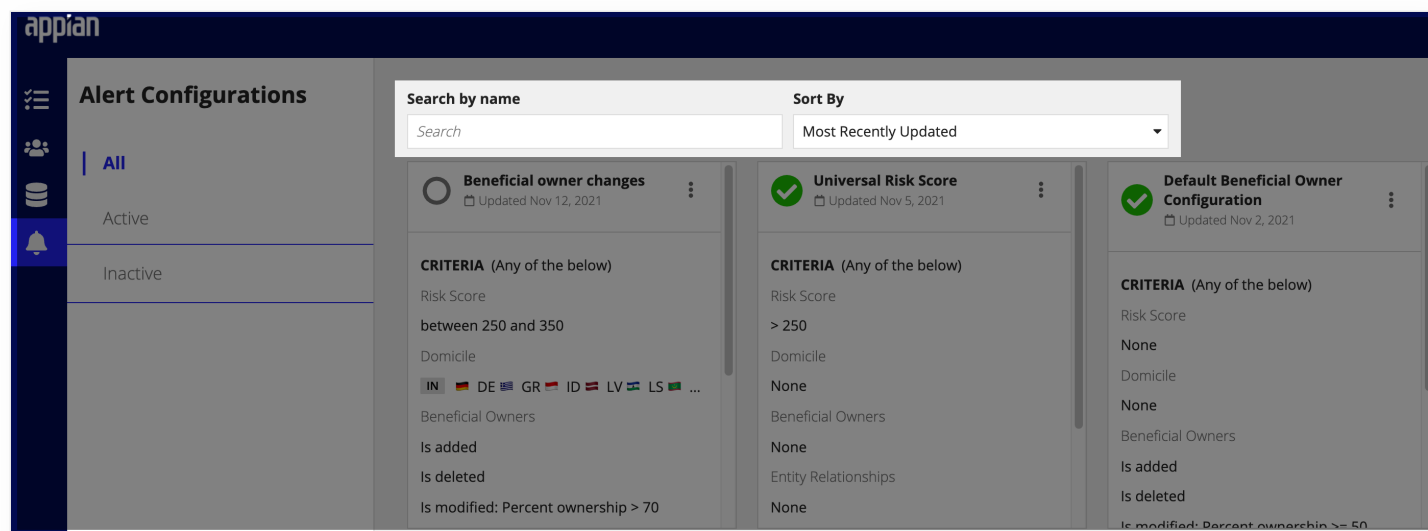 appian
Alert Configurations
All
Active
Inactive
Search by name
Search
Sort By
Most Recently Updated
Beneficial owner changes
Updated Nov 12, 2021
CRITERIA (Any of the below)
Risk Score
between 250 and 350
Domicile
IN DE GR ID LV LS ...
Beneficial Owners
Is added
Is deleted
Is modified: Percent ownership > 70
Universal Risk Score
Updated Nov 5, 2021
CRITERIA (Any of the below)
Risk Score
> 250
Domicile
None
Beneficial Owners
None
Entity Relationships
None
Default Beneficial Owner
Configuration
Updated Nov 2, 2021
CRITERIA (Any of the below)
Risk Score
None
Domicile
None
Beneficial Owners
Is added
Is deleted
Is modified: Percent ownership >= 50